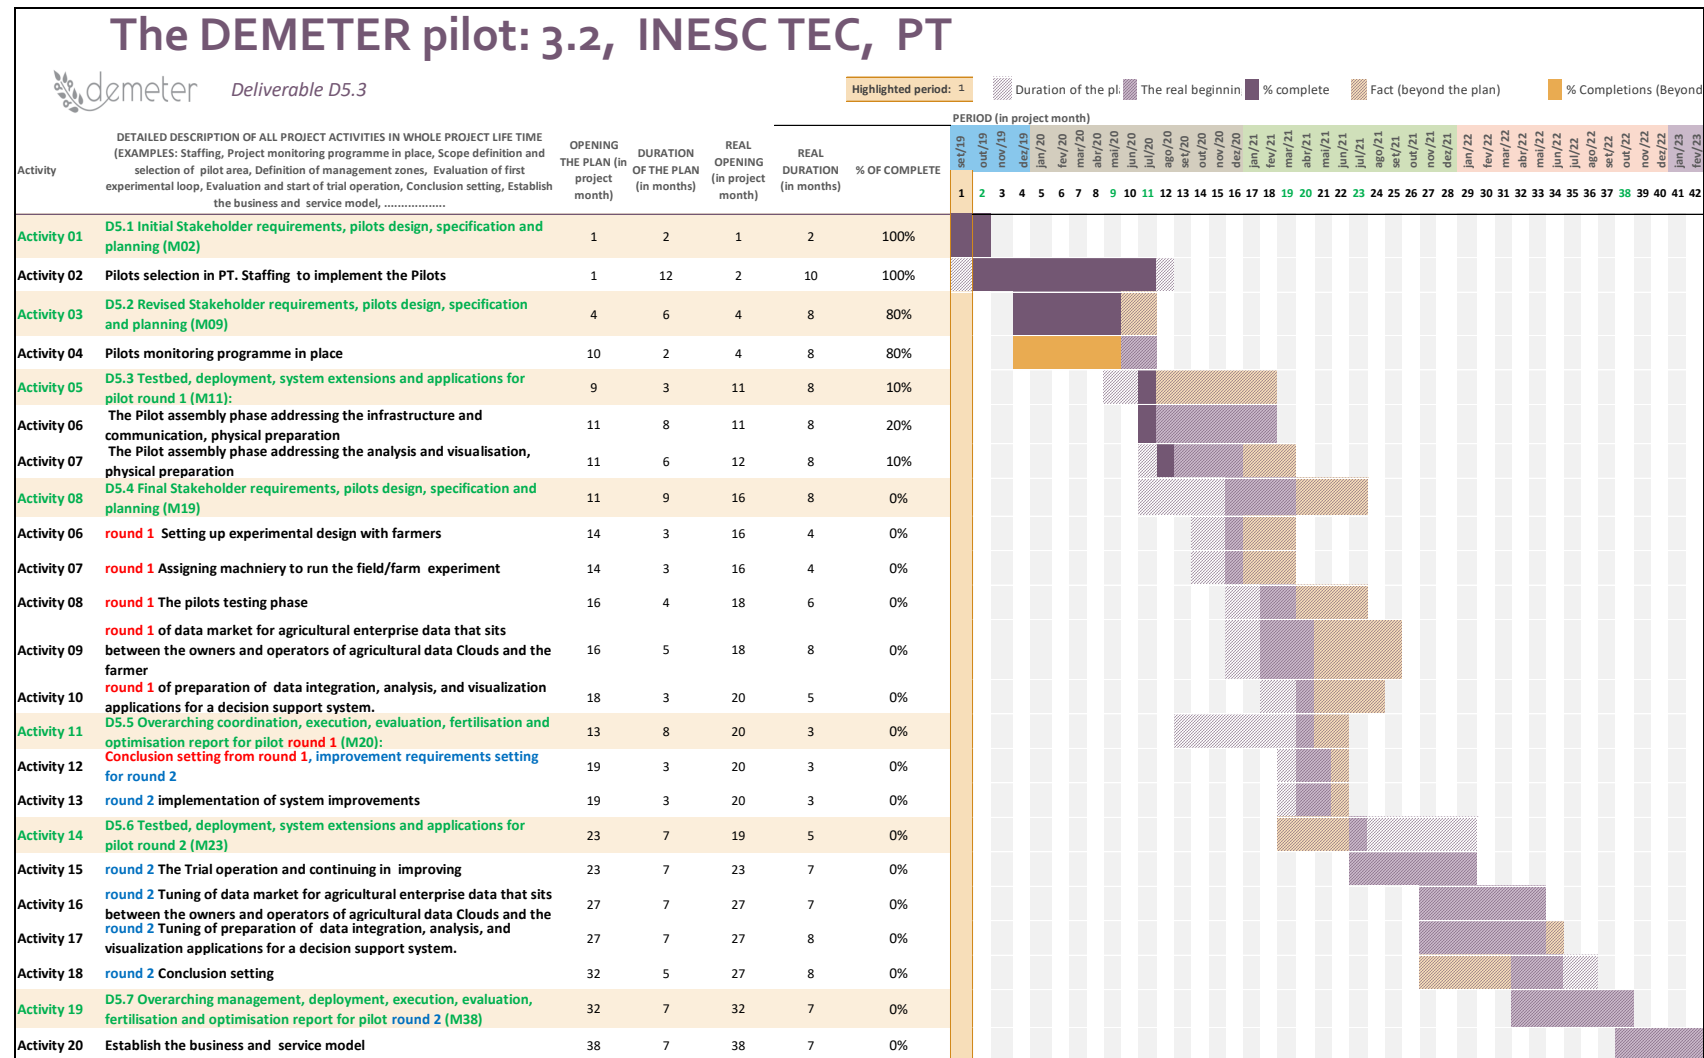 The DEMETER pilot: 3.2, INESC TEC, PT
demeter
Deliverable D5.3
Highlighted period: 1
Duration of the pl
The real beginnin
% complete
Fact (beyond the plan)
% Completions (Beyond
PERIOD (in project month)
Activity
DETAILED DESCRIPTION OF ALL PROJECT ACTIVITIES IN WHOLE PROJECT LIFE TIME
(EXAMPLES: Staffing, Project monitoring programme in place, Scope definition and
selection of pilot area, Definition of management zones, Evaluation of first
experimental loop, Evaluation and start of trial operation, Conclusion setting, Establish
the business and service model, ..................
OPENING
THE PLAN (in
project
month)
DURATION
OF THE PLAN
(in months)
REAL
OPENING
(in project
month)
REAL
DURATION
(in months)
% OF COMPLETE
set/19 out/19 nov/19 dez/19 jan/20 fev/20 mar/20 abr/20 mai/20 jun/20 jul/20 ago/20 set/20 out/20 nov/20 dez/20 jan/21 fev/21 mar/21 abr/21 mai/21 jun/21 jul/21 ago/21 set/21 out/21 nov/21 dez/21 jan/22 fev/22 mar/22 abr/22 mai/22 jun/22 jul/22 ago/22 set/22 out/22 nov/22 dez/22 jan/23 fev/23
1 2 3 4 5 6 7 8 9 10 11 12 13 14 15 16 17 18 19 20 21 22 23 24 25 26 27 28 29 30 31 32 33 34 35 36 37 38 39 40 41 42
Activity 01 D5.1 Initial Stakeholder requirements, pilots design, specification and
planning (M02) 1 2 1 2 100%
Activity 02 Pilots selection in PT. Staffing to implement the Pilots 1 12 2 10 100%
Activity 03 D5.2 Revised Stakeholder requirements, pilots design, specification
and planning (M09) 4 6 4 8 80%
Activity 04 Pilots monitoring programme in place 10 2 4 8 80%
Activity 05 D5.3 Testbed, deployment, system extensions and applications for
pilot round 1 (M11): 9 3 11 8 10%
Activity 06 The Pilot assembly phase addressing the infrastructure and
communication, physical preparation 11 8 11 8 20%
Activity 07 The Pilot assembly phase addressing the analysis and visualisation,
physical preparation 11 6 12 8 10%
Activity 08 D5.4 Final Stakeholder requirements, pilots design, specification and
planning (M19) 11 9 16 8 0%
Activity 06 round 1 Setting up experimental design with farmers 14 3 16 4 0%
Activity 07 round 1 Assigning machniery to run the field/farm experiment 14 3 16 4 0%
Activity 08 round 1 The pilots testing phase 16 4 18 6 0%
Activity 09 round 1 of data market for agricultural enterprise data that sits
between the owners and operators of agricultural data Clouds and the
farmer 16 5 18 8 0%
Activity 10 round 1 of preparation of data integration, analysis, and visualization
applications for a decision support system. 18 3 20 5 0%
Activity 11 D5.5 Overarching coordination, execution, evaluation, fertilisation and
optimisation report for pilot round 1 (M20): 13 8 20 3 0%
Activity 12 Conclusion setting from round 1, improvement requirements setting
for round 2 19 3 20 3 0%
Activity 13 round 2 implementation of system improvements 19 3 20 3 0%
Activity 14 D5.6 Testbed, deployment, system extensions and applications for
pilot round 2 (M23) 23 7 19 5 0%
Activity 15 round 2 The Trial operation and continuing in improving 23 7 23 7 0%
Activity 16 round 2 Tuning of data market for agricultural enterprise data that sits
between the owners and operators of agricultural data Clouds and the 27 7 27 7 0%
Activity 17 round 2 Tuning of preparation of data integration, analysis, and
visualization applications for a decision support system. 27 7 27 8 0%
Activity 18 round 2 Conclusion setting 32 5 27 8 0%
Activity 19 D5.7 Overarching management, deployment, execution, evaluation,
fertilisation and optimisation report for pilot round 2 (M38) 32 7 32 7 0%
Activity 20 Establish the business and service model 38 7 38 7 0%